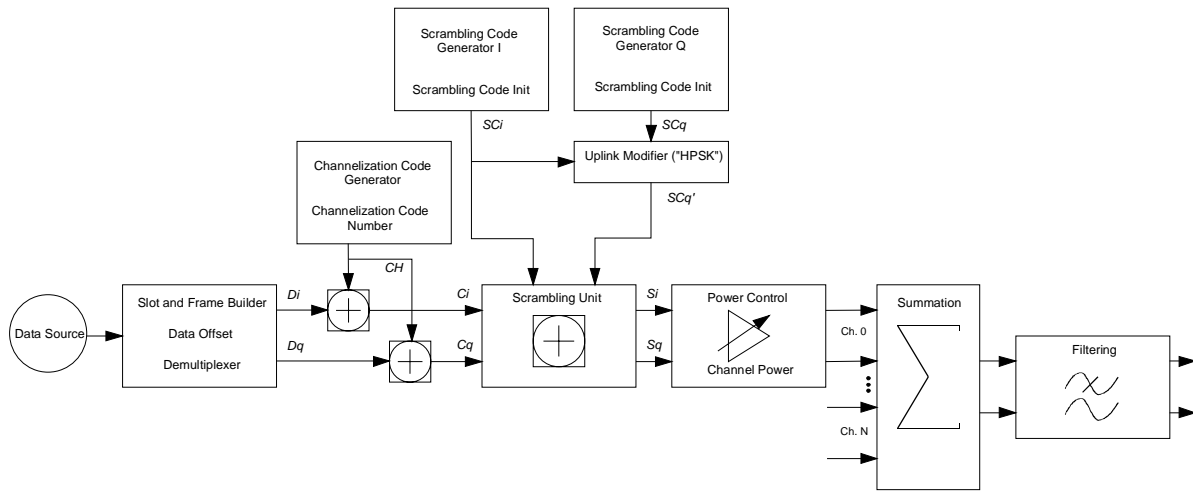 Scrambling Code
Generator I
Scrambling Code Init
Scrambling Code
Generator Q
Scrambling Code Init
SCi
SCq
Uplink Modifier ("HPSK")
SCq'
Channelization Code
Generator
Channelization Code
Number
CH
Data Source
Slot and Frame Builder
Data Offset
Demultiplexer
Di
Dq
Ci
Cq
Scrambling Unit
Si
Sq
Power Control
Channel Power
Ch. 0
Ch. N
Summation
Filtering